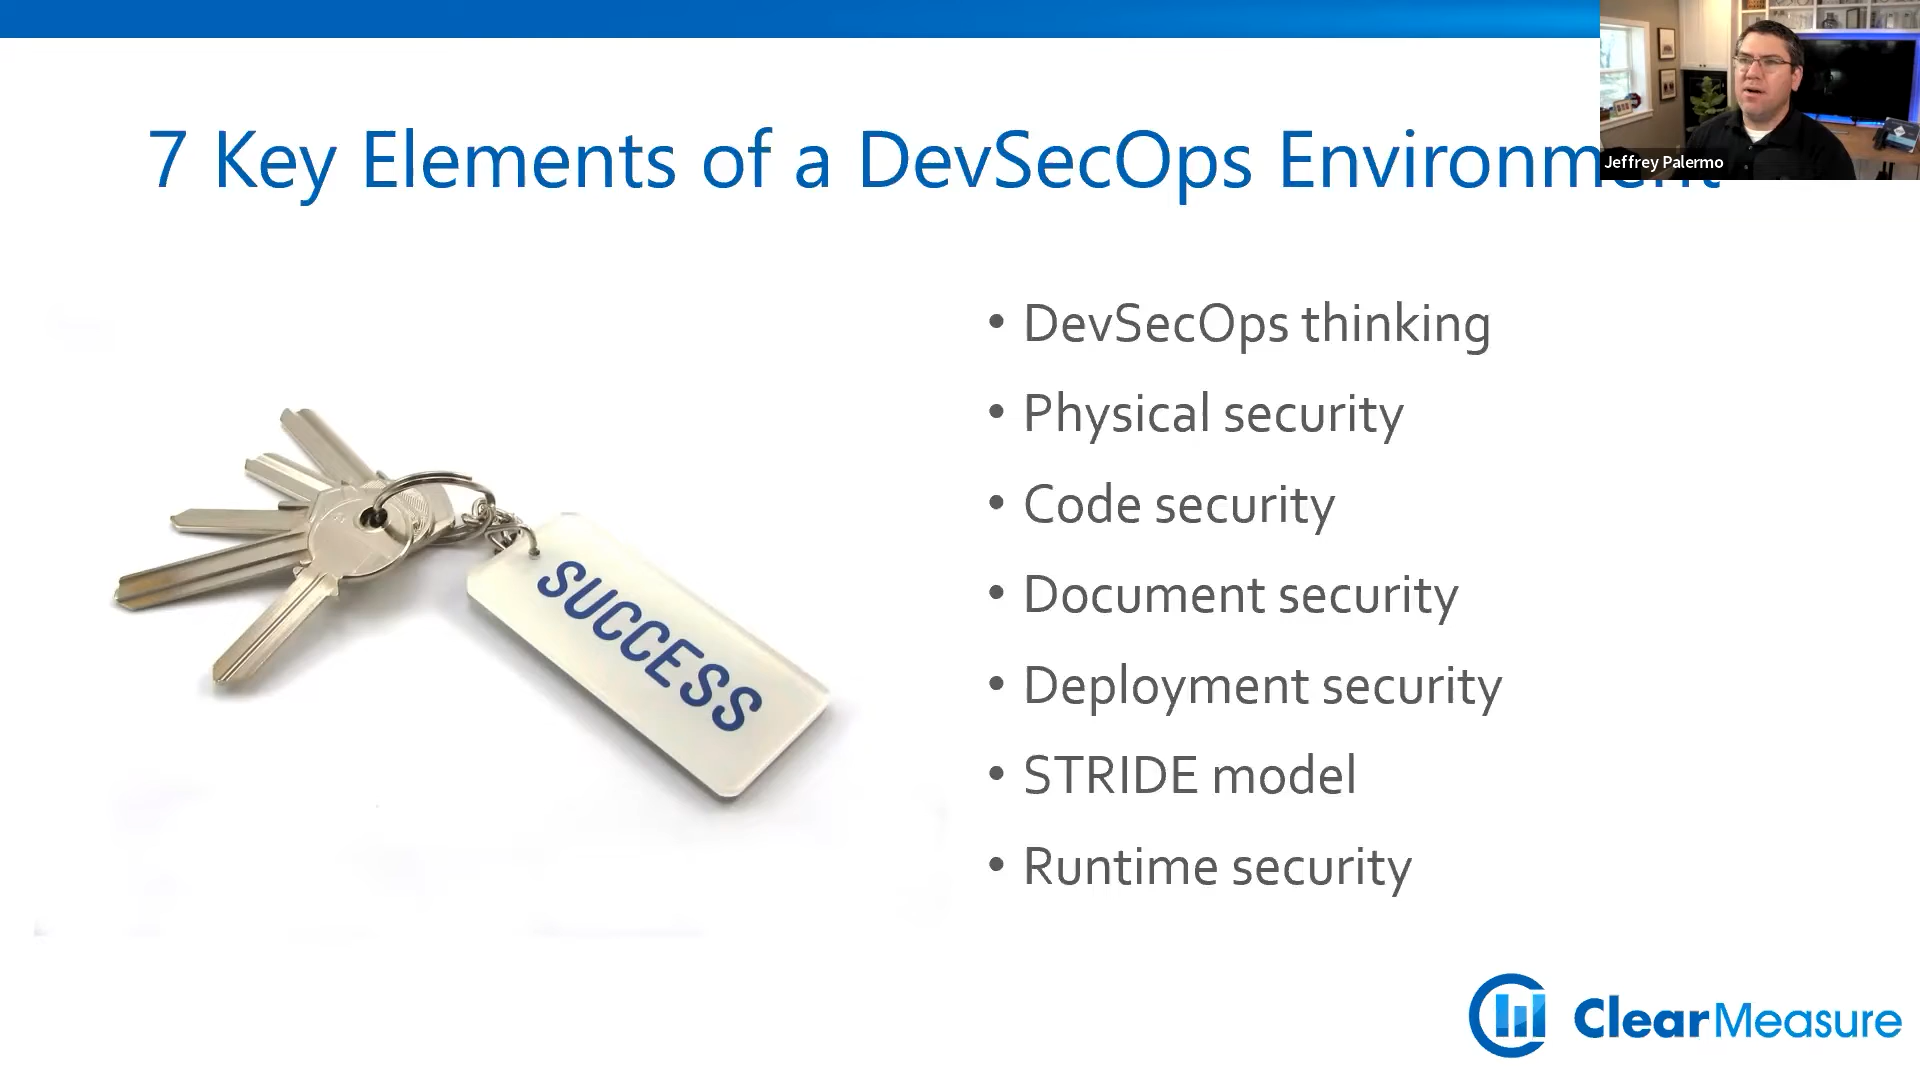 7 Key Elements of a DevSecOps Environment
Jeffrey Palermo
• DevSecOps thinking
• Physical security
• Code security
• Document security
• Deployment security
• STRIDE model
• Runtime security
SUCCESS
ClearMeasure